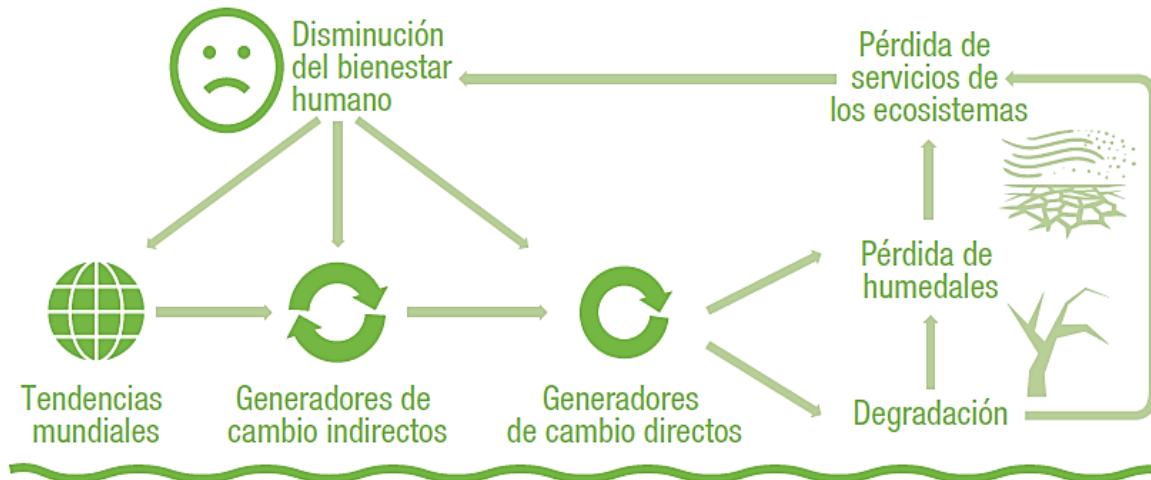 Disminución
del bienestar
humano
Pérdida de
servicios de
los ecosistemas
Pérdida de
humedales
Tendencias
mundiales
Generadores de
cambio indirectos
Generadores
de cambio directos
Degradación